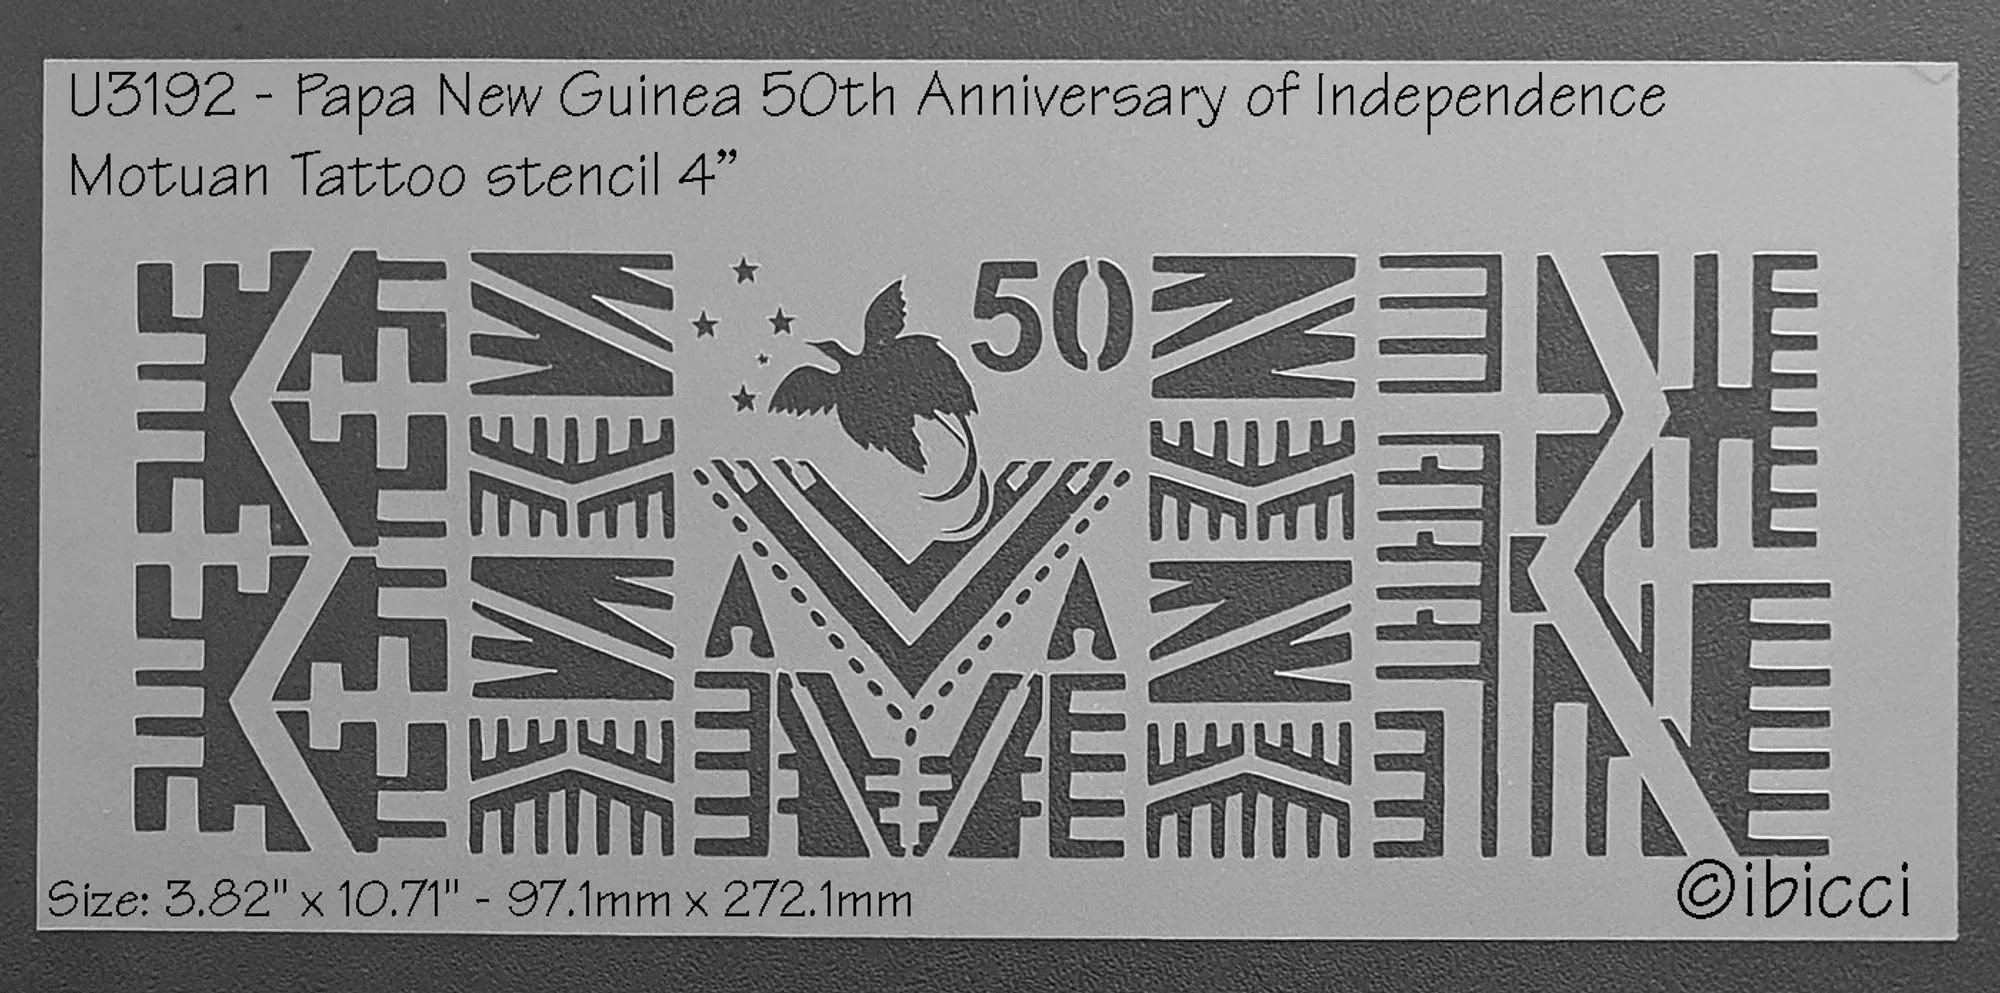 U3192 - Papa New Guinea 50th Anniversary of Independence
Motuan Tattoo stencil 4”
50
Size: 3.82" x 10.71" - 97.1mm x 272.1mm
©ibicci